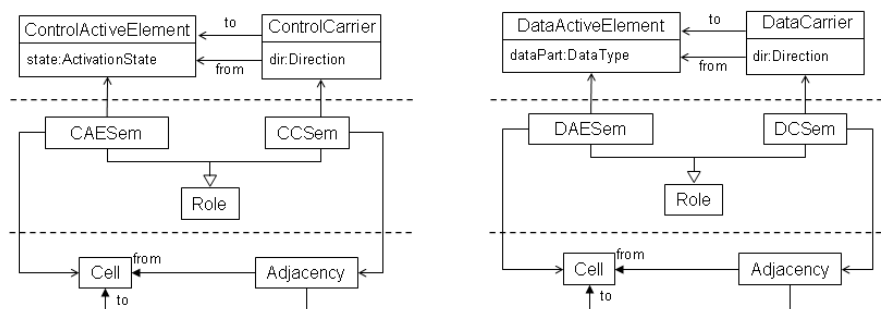 ControlActiveElement
state:ActivationState
to
from
ControlCarrier
dir:Direction
CAESem
CCSem
Role
Cell
from
to
Adjacency
DataActiveElement
dataPart:DataType
to
from
DataCarrier
dir:Direction
DAESem
DCSem
Role
Cell
from
to
Adjacency